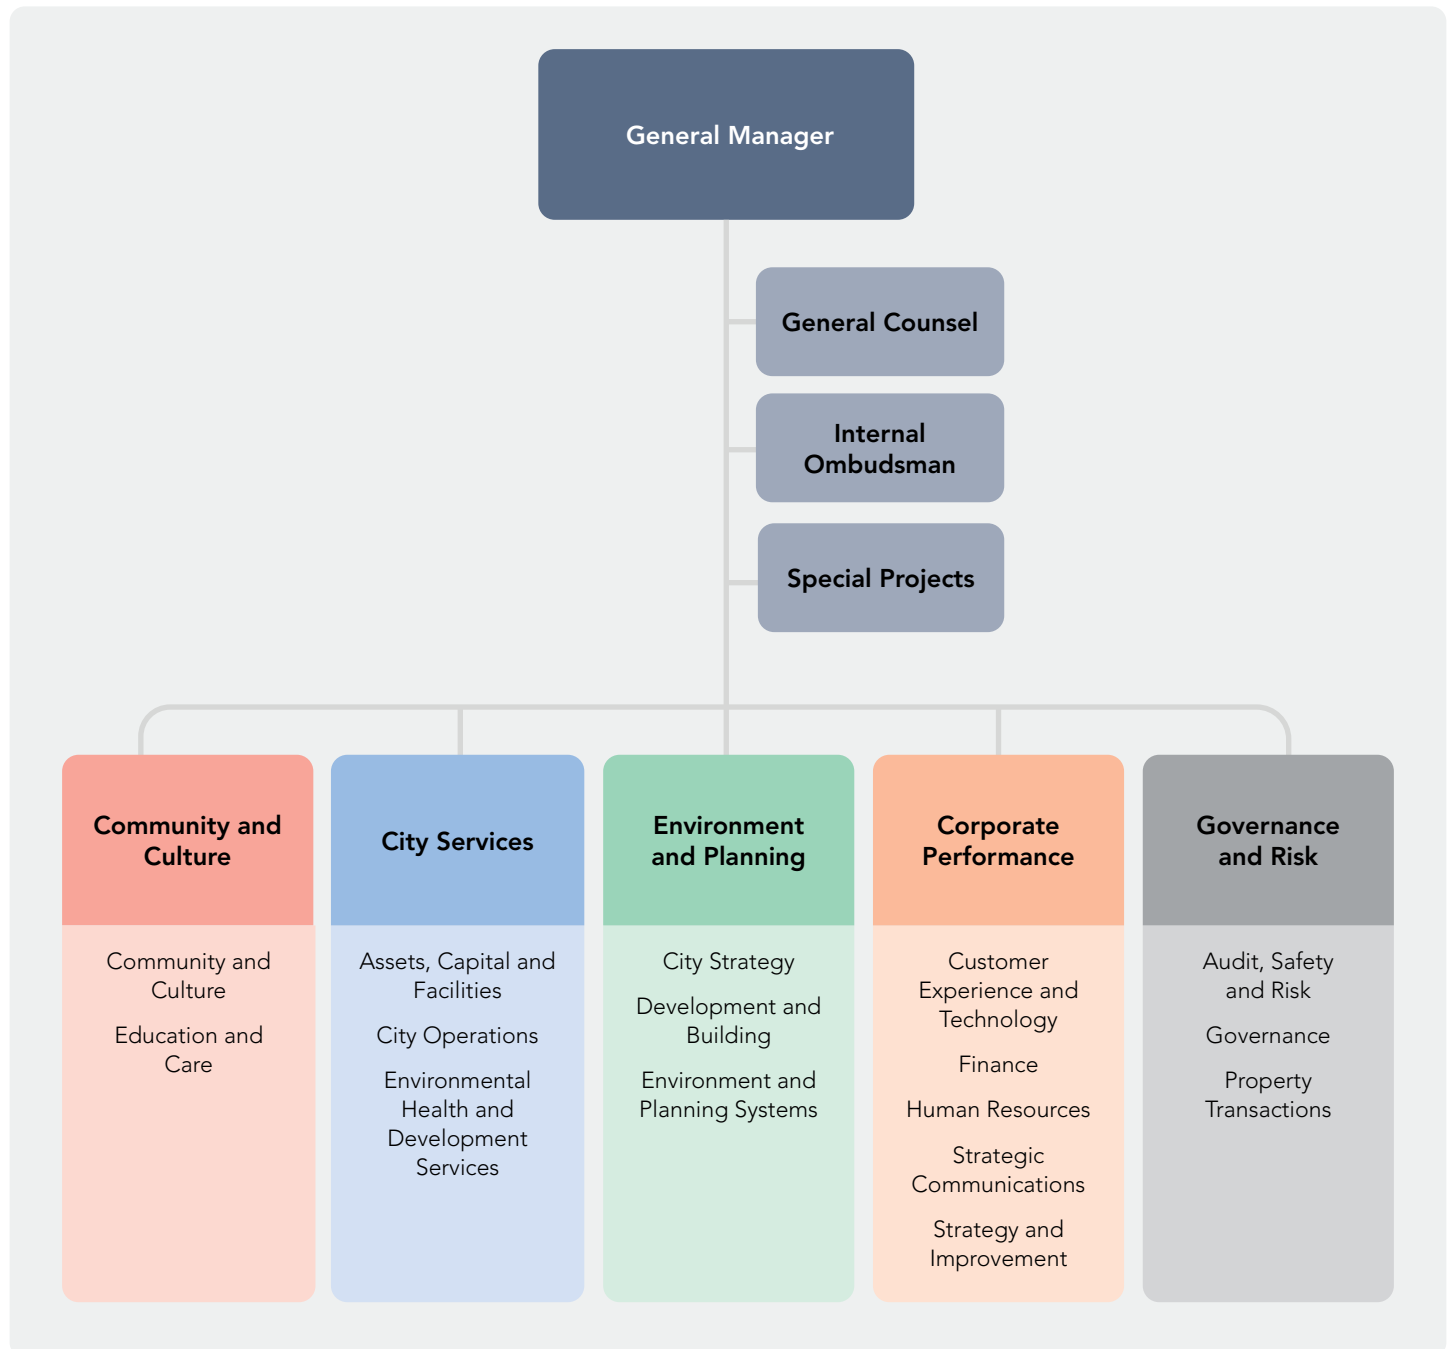 General Manager
General Counsel
Internal
Ombudsman
Special Projects
Community and
Culture
Community and
Culture
Education and
Care
City Services
Assets, Capital and
Facilities
City Operations
Environmental
Health and
Development
Services
Environment
and Planning
City Strategy
Development and
Building
Environment and
Planning Systems
Corporate
Performance
Customer
Experience and
Technology
Finance
Human Resources
Strategic
Communications
Strategy and
Improvement
Governance
and Risk
Audit, Safety
and Risk
Governance
Property
Transactions